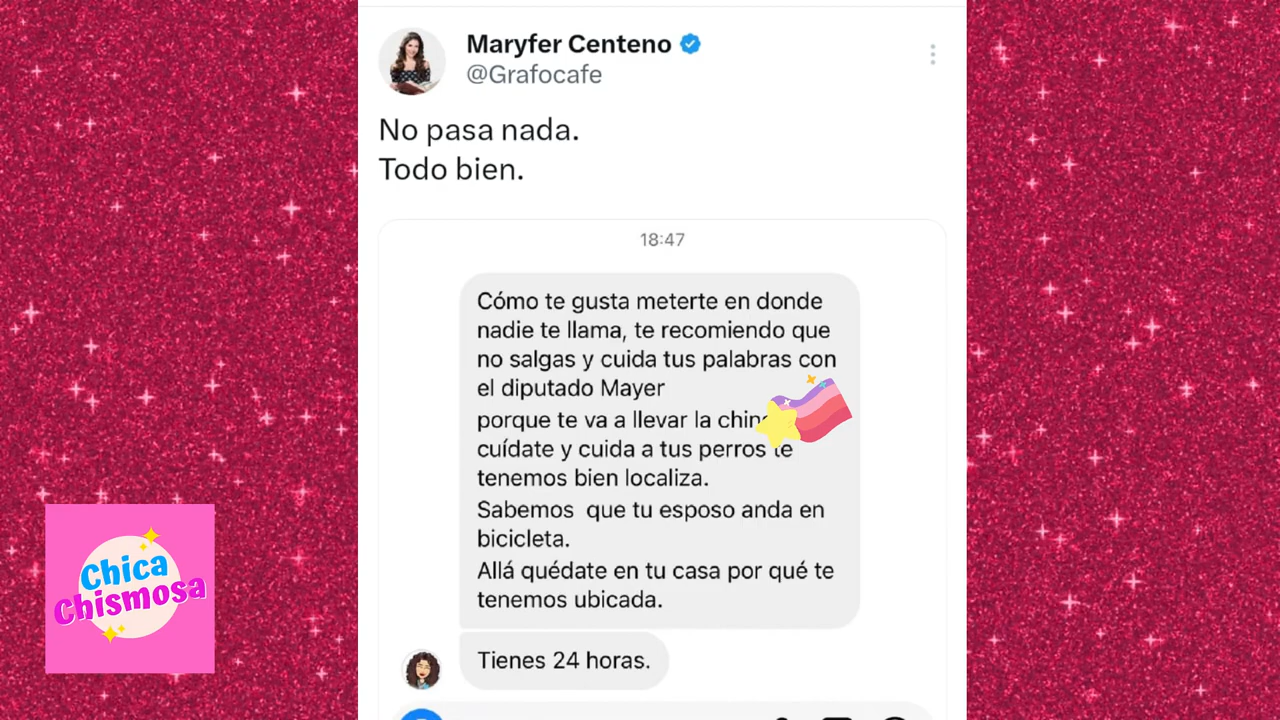 Maryfer Centeno
@Grafocafe
No pasa nada.
Todo bien.
18:47
Cómo te gusta meterte en donde
nadie te llama, te recomiendo que
no salgas y cuida tus palabras con
el diputado Mayer
porque te va a llevar la
cuídate y cuida a tus perros te
tenemos bien localiza.
Sabemos que tu esposo anda en
bicicleta.
Allá quédate en tu casa por qué te
tenemos ubicada.
Tienes 24 horas.
Chica
Chismosa